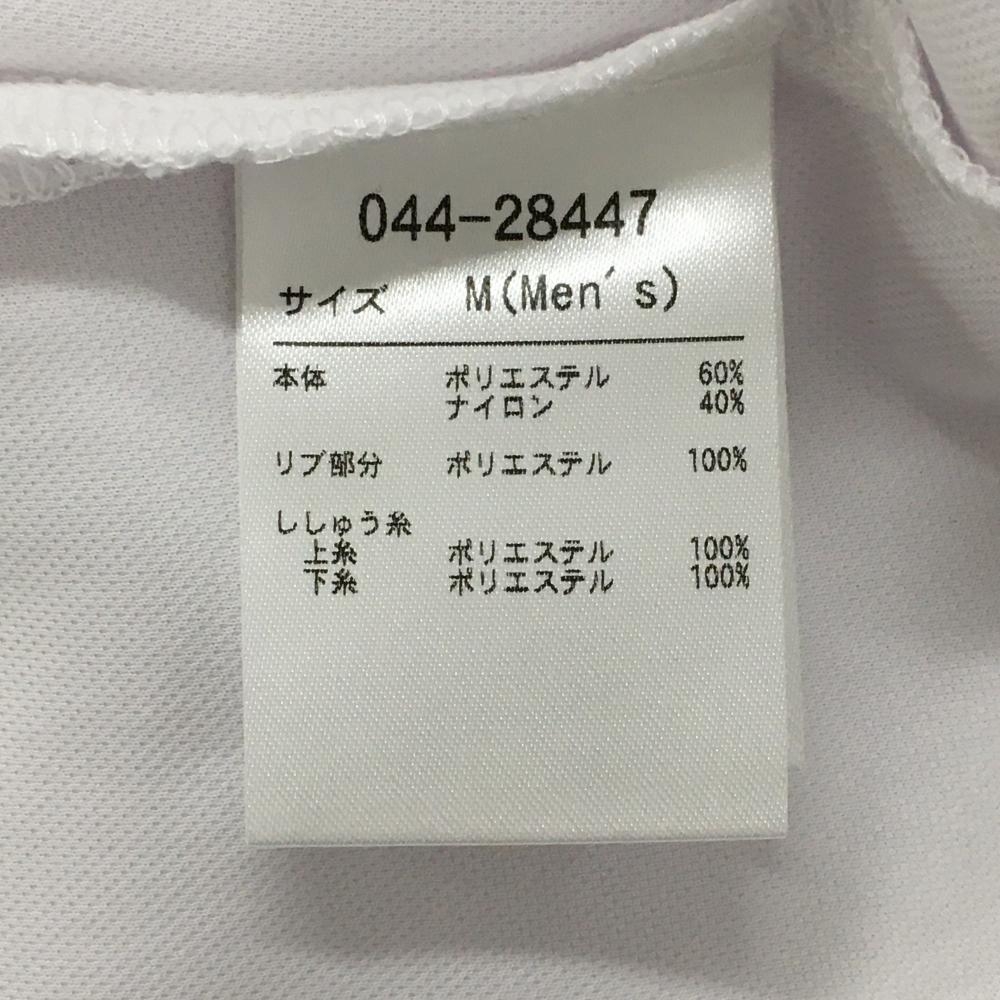 044-28447
サイズ M(Men's)
本体 ポリエステル 60%
ナイロン 40%
リブ部分 ポリエステル 100%
ししゅう糸
上糸 ポリエステル 100%
下糸 ポリエステル 100%